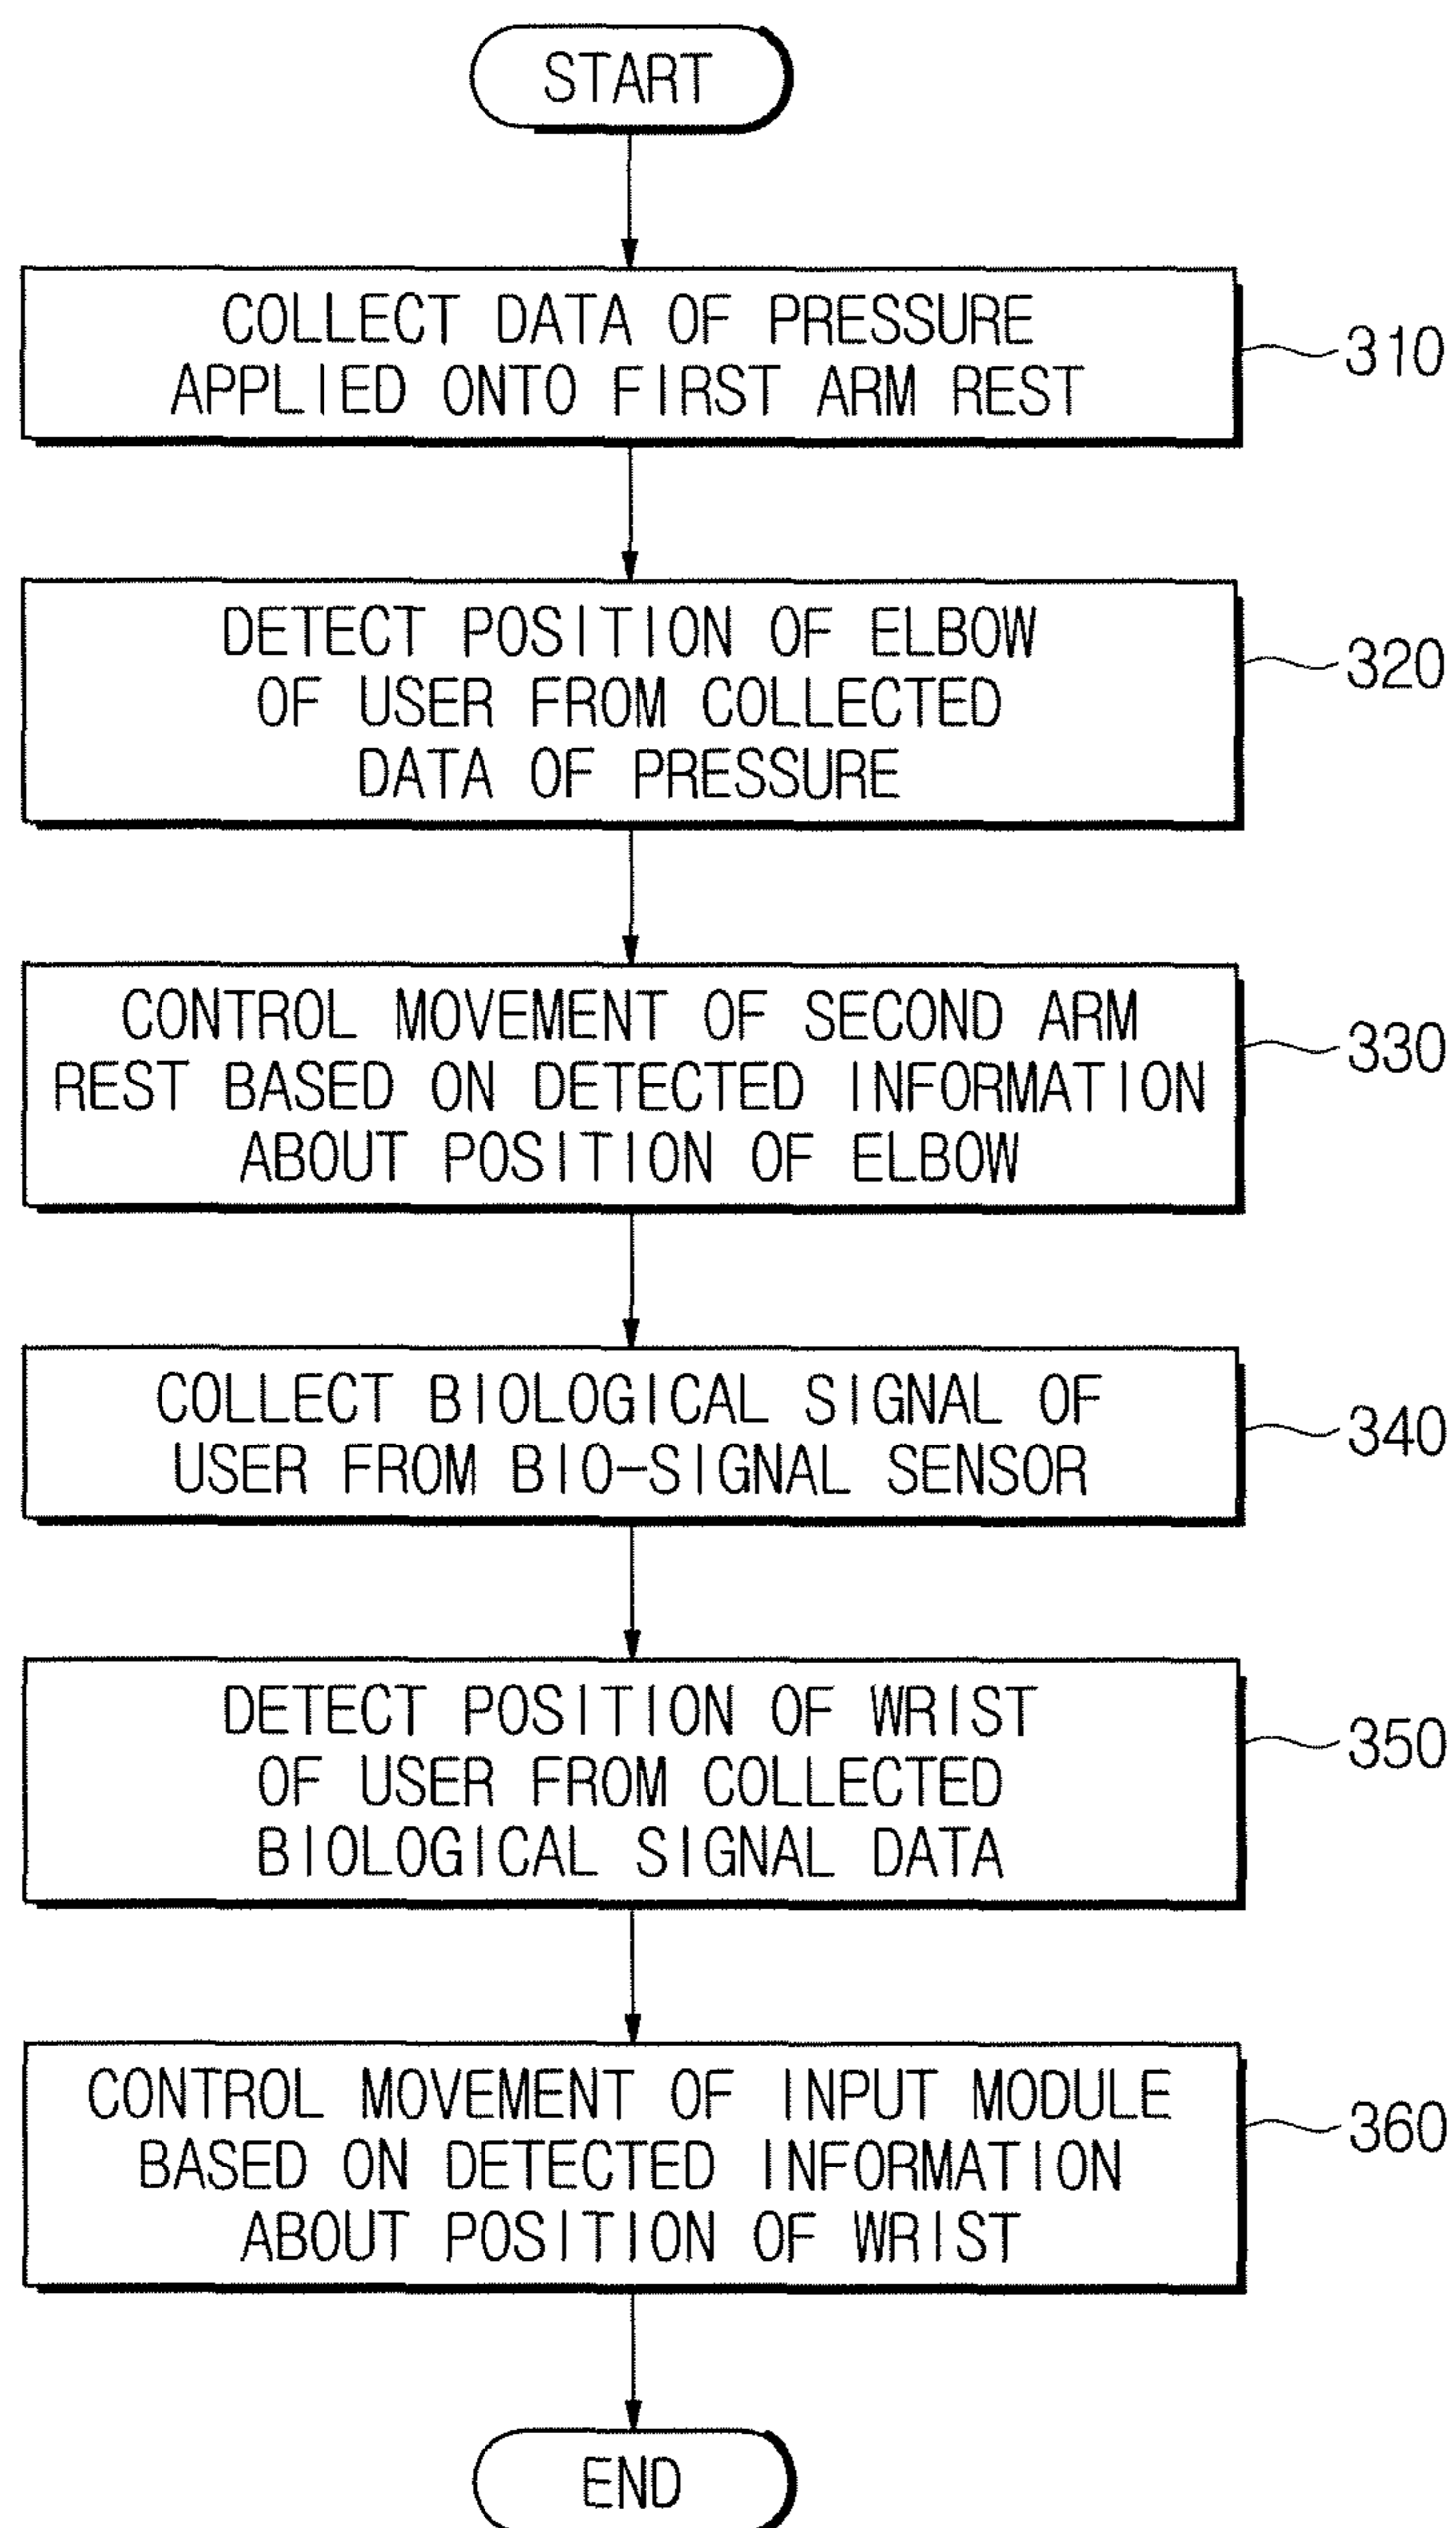 START
COLLECT DATA OF PRESSURE
APPLIED ONTO FIRST ARM REST
310
DETECT POSITION OF ELBOW
OF USER FROM COLLECTED
DATA OF PRESSURE
320
CONTROL MOVEMENT OF SECOND ARM
REST BASED ON DETECTED INFORMATION
ABOUT POSITION OF ELBOW
330
COLLECT BIOLOGICAL SIGNAL OF
USER FROM BIO-SIGNAL SENSOR
340
DETECT POSITION OF WRIST
OF USER FROM COLLECTED
BIOLOGICAL SIGNAL DATA
350
CONTROL MOVEMENT OF INPUT MODULE
BASED ON DETECTED INFORMATION
ABOUT POSITION OF WRIST
360
END